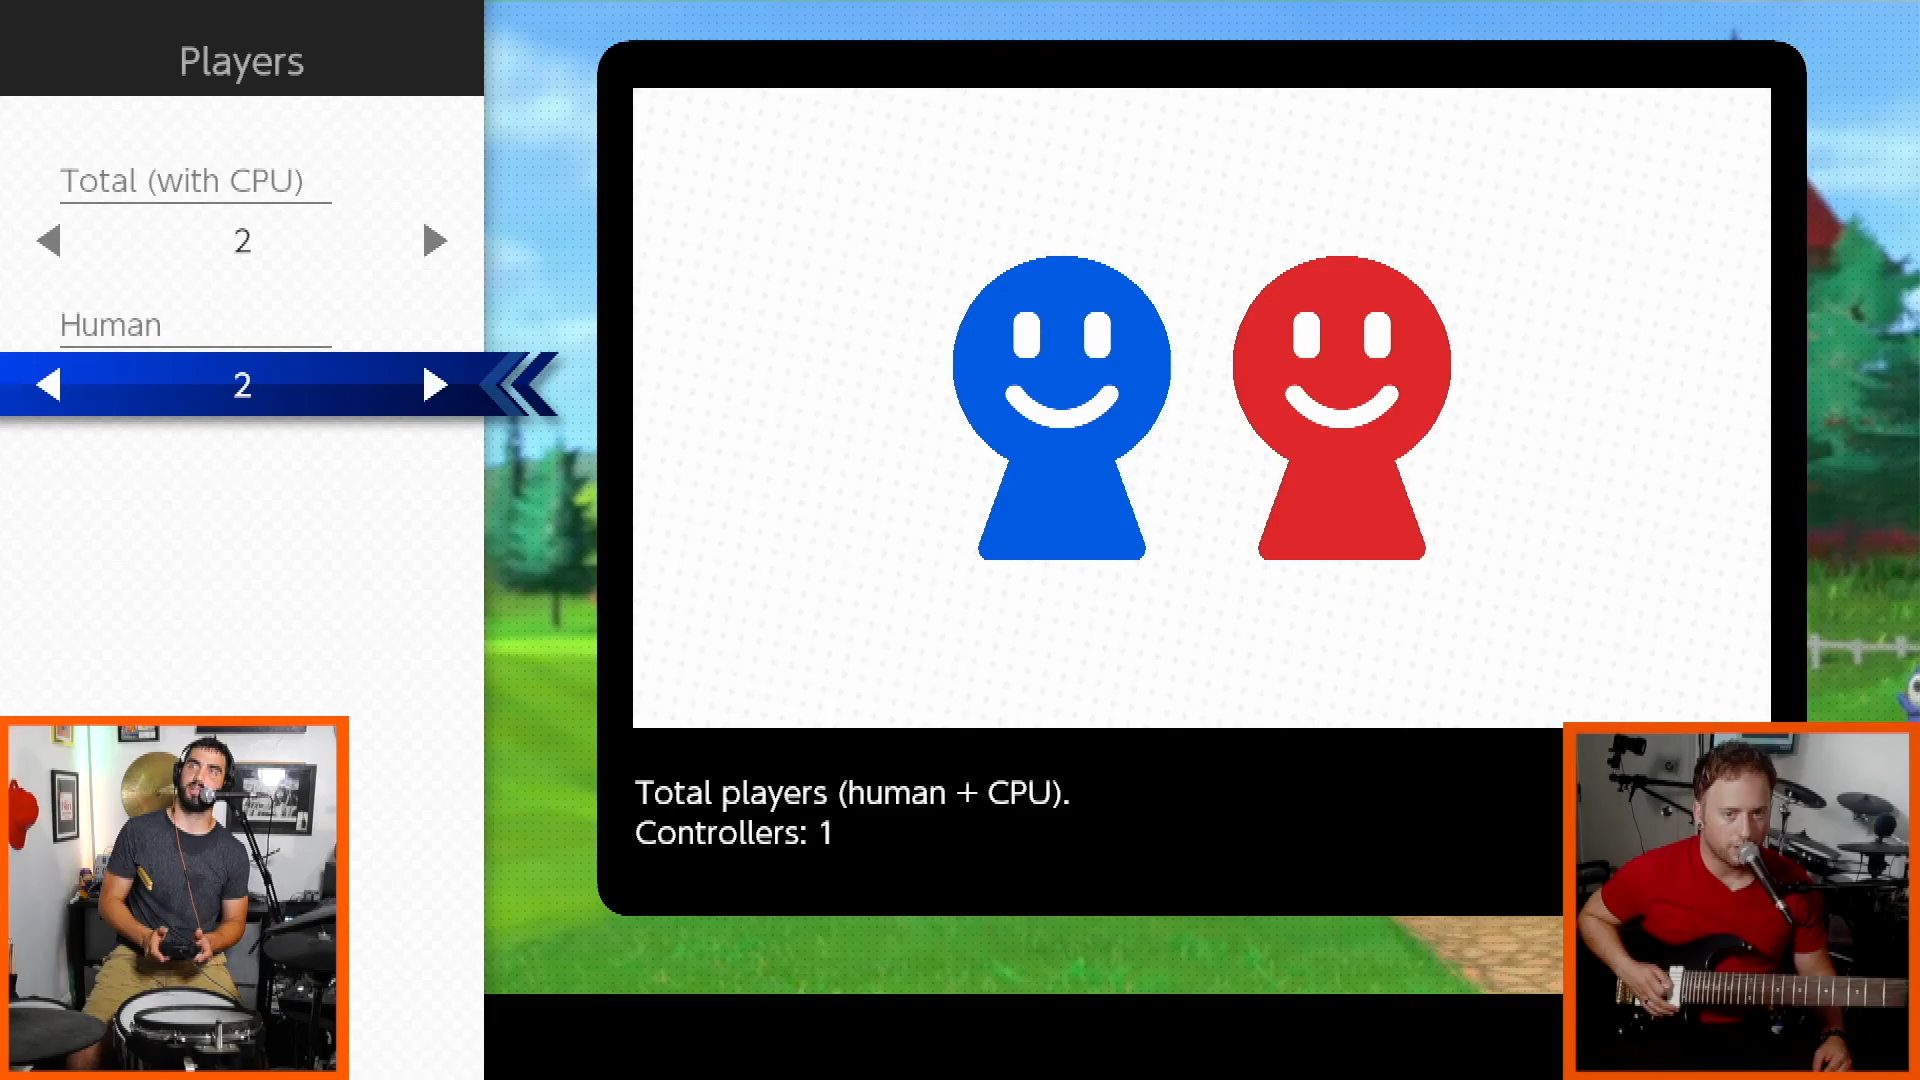 Players
Total (with CPU)
2
Human
2
Total players (human + CPU).
Controllers: 1